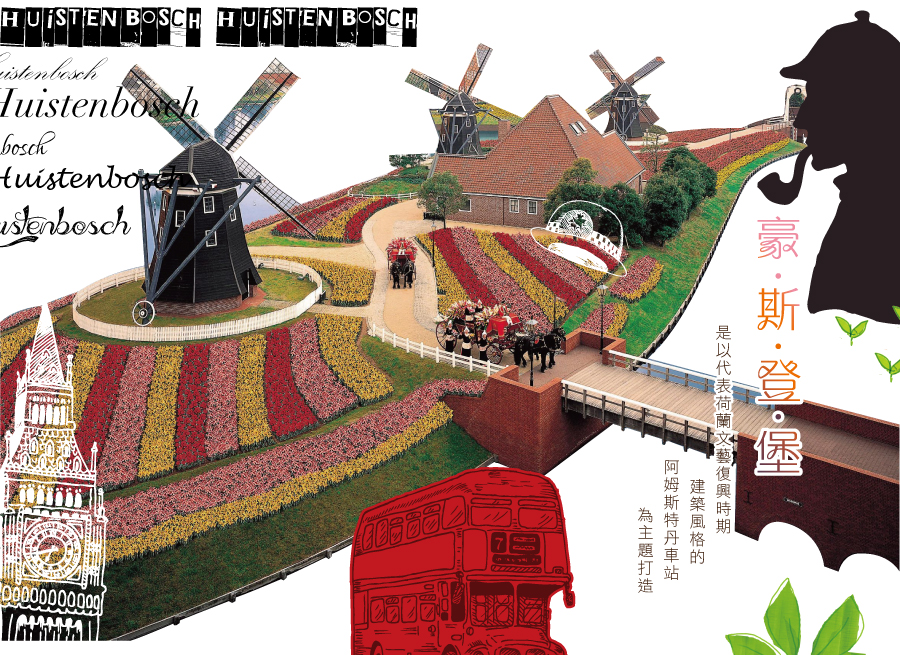 HUISTENBOSCH HUISTENBOSCH
uistenbosch
Huistenbosch
bosch
Huistenbosch
uistenbosch
豪·斯·登·堡
是以代表荷蘭文藝復興時期
建築風格的
阿姆斯特丹車站
為主題打造
7